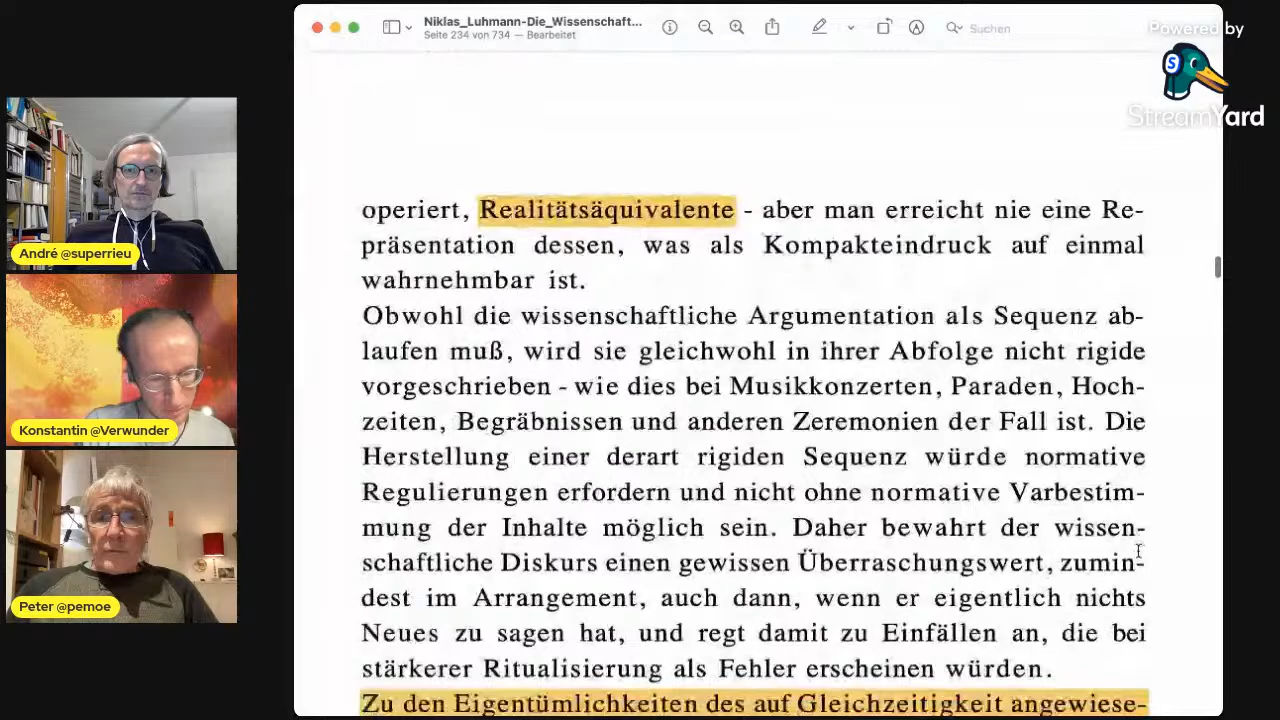 Niklas_Luhmann-Die_Wissenschaft...
Seite 234 von 734 — Bearbeitet
Suchen
Powered by
S
StreamYard
operiert, Realitätsäquivalente - aber man erreicht nie eine Re-
präsentation dessen, was als Kompakteindruck auf einmal
wahrnehmbar ist.
Obwohl die wissenschaftliche Argumentation als Sequenz ab-
laufen muß, wird sie gleichwohl in ihrer Abfolge nicht rigide
vorgeschrieben - wie dies bei Musikkonzerten, Paraden, Hoch-
zeiten, Begräbnissen und anderen Zeremonien der Fall ist. Die
Herstellung einer derart rigiden Sequenz würde normative
Regulierungen erfordern und nicht ohne normative Varbestim-
mung der Inhalte möglich sein. Daher bewahrt der wissen-
schaftliche Diskurs einen gewissen Überraschungswert, zumin-
dest im Arrangement, auch dann, wenn er eigentlich nichts
Neues zu sagen hat, und regt damit zu Einfällen an, die bei
stärkerer Ritualisierung als Fehler erscheinen würden.
Zu den Eigentümlichkeiten des auf Gleichzeitigkeit angewiese-
André @superrieu
Konstantin @Verwunder
Peter @pemoe